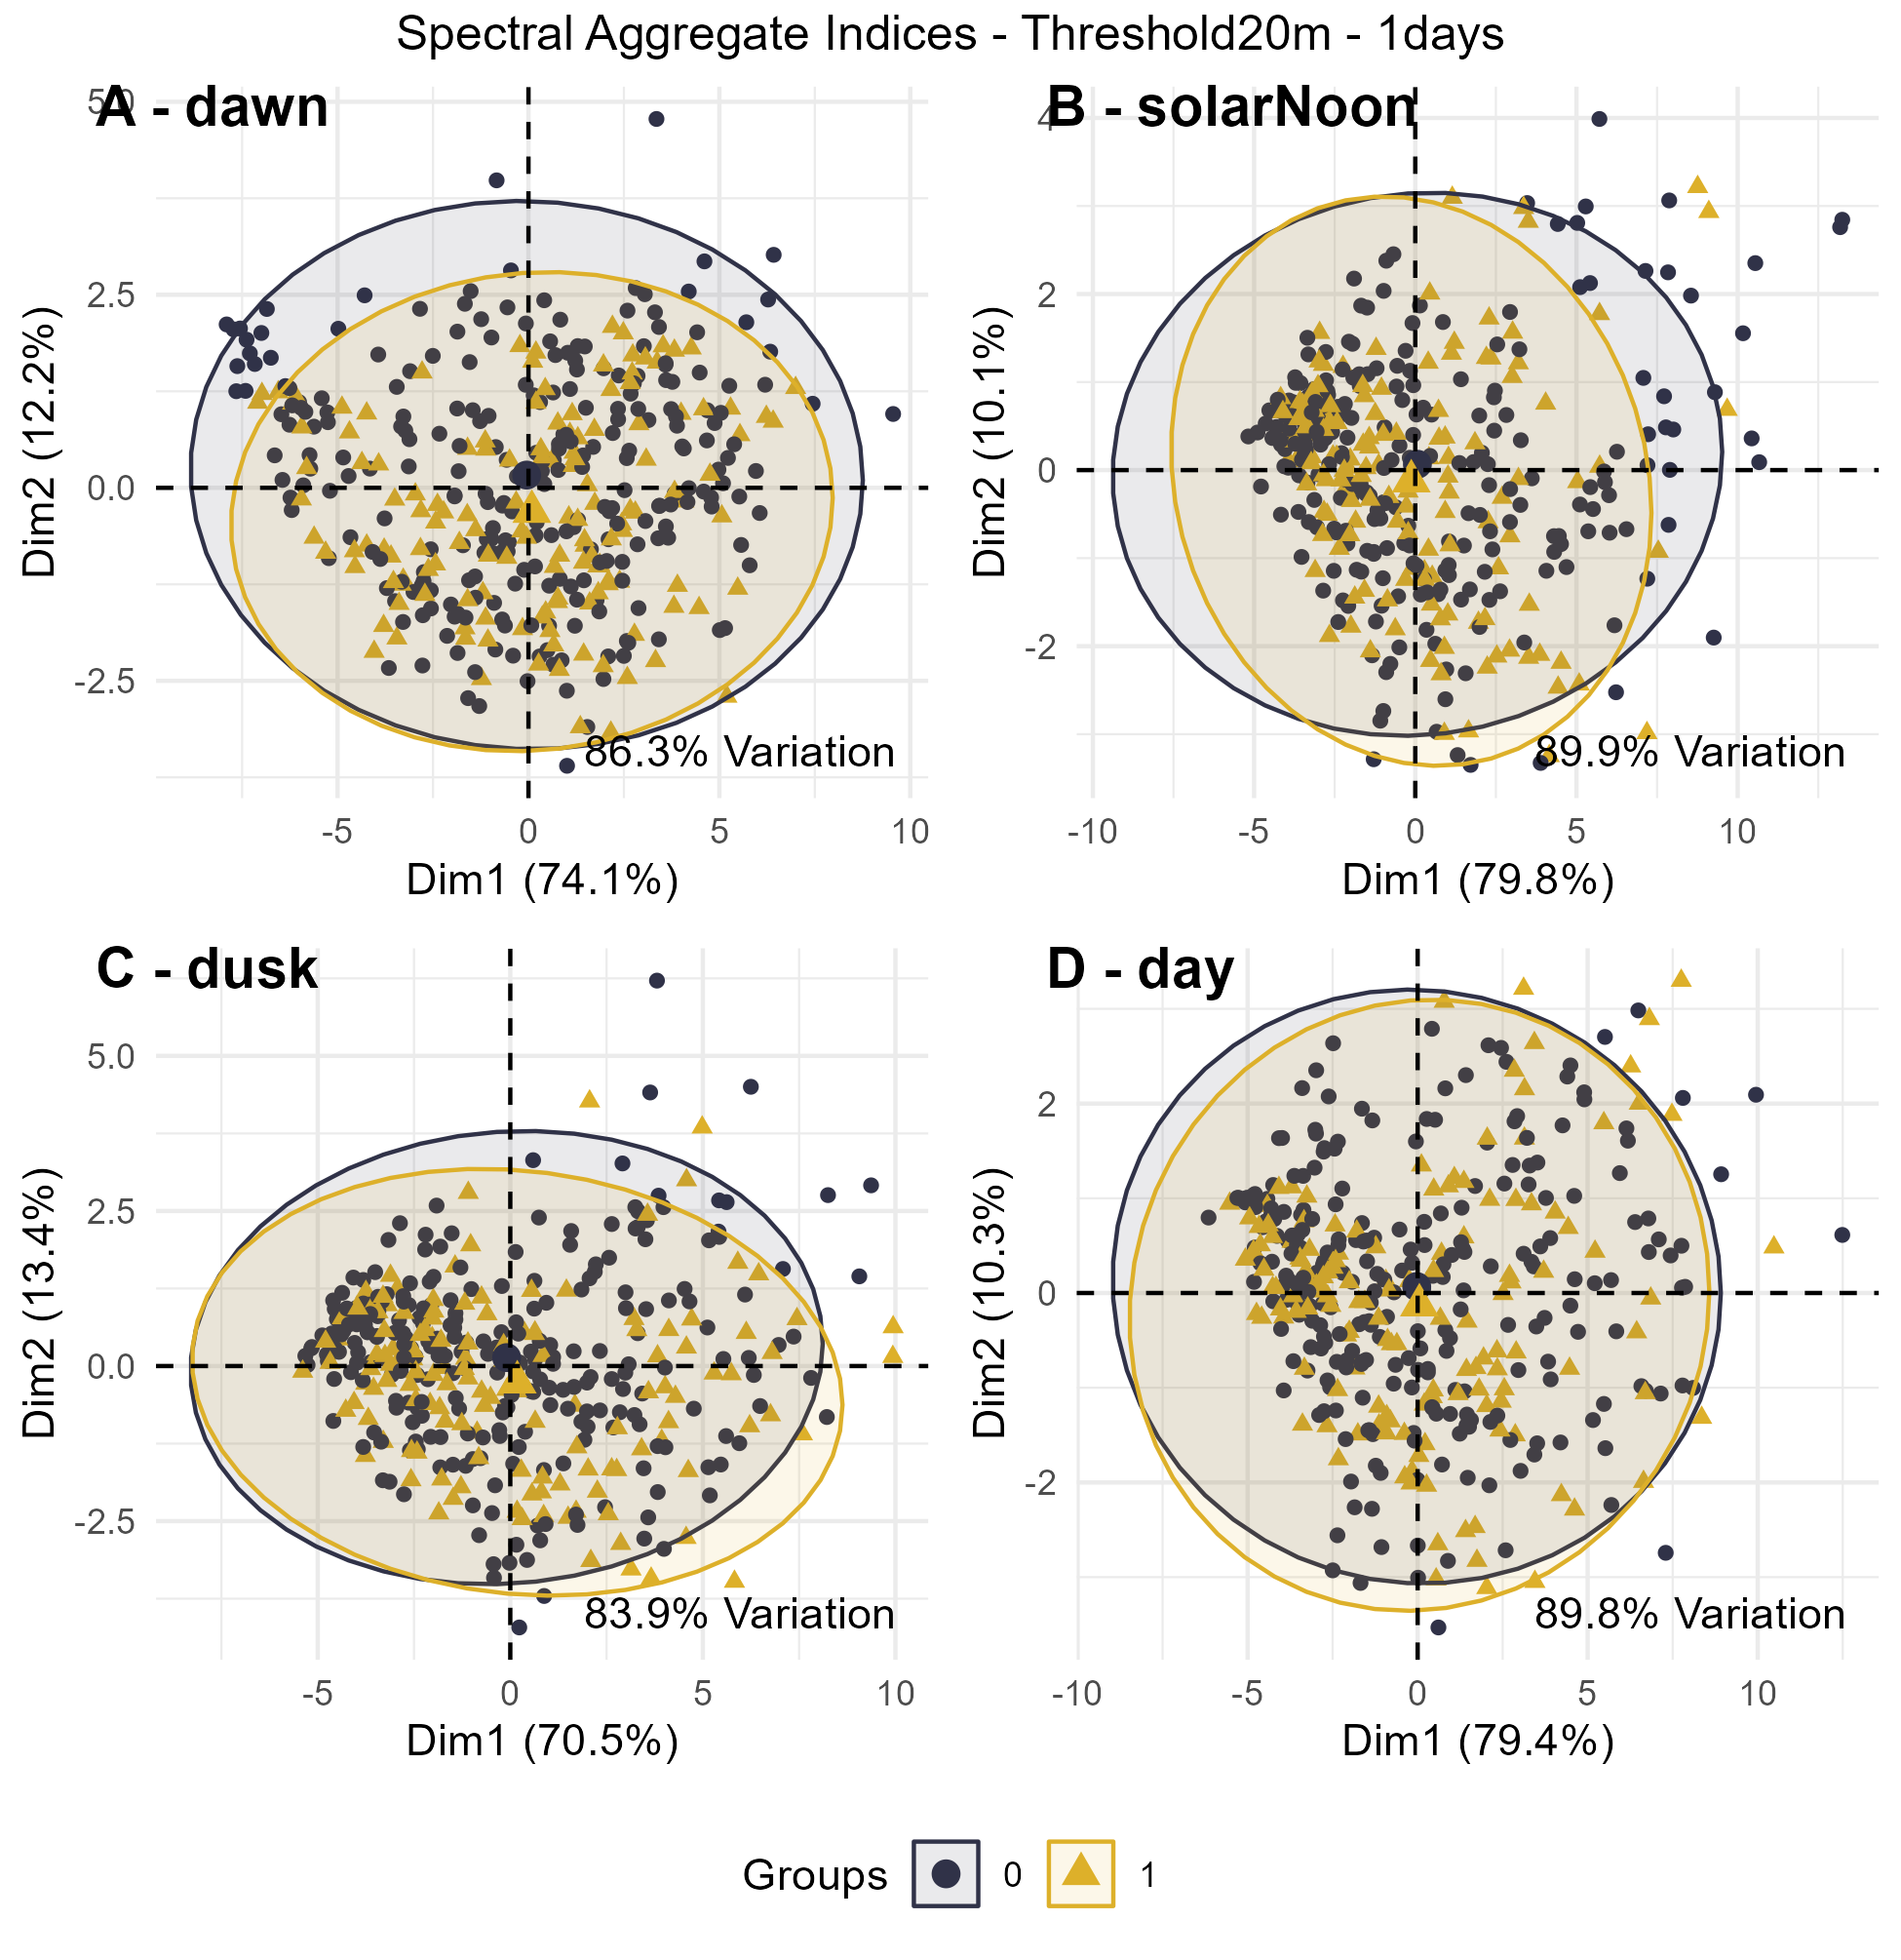 Spectral Aggregate Indices - Threshold20m - 1days
A - dawn
5.0
2.5
0.0
-2.5
Dim2 (12.2%)
86.3% Variation
-5 0 5 10
Dim1 (74.1%)
B - solarNoon
4
2
0
-2
Dim2 (10.1%)
89.9% Variation
-10 -5 0 5 10
Dim1 (79.8%)
C - dusk
5.0
2.5
0.0
-2.5
Dim2 (13.4%)
83.9% Variation
-5 0 5 10
Dim1 (70.5%)
D - day
2
0
-2
Dim2 (10.3%)
89.8% Variation
-10 -5 0 5 10
Dim1 (79.4%)
Groups 0 1